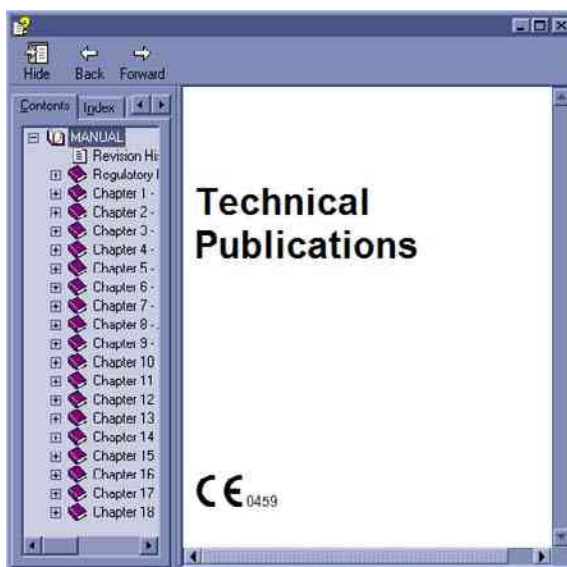 Hide Back Forward
Contents Index
MANUAL
Revision His
Regulatory I
Chapter 1 -
Chapter 2 -
Chapter 3 -
Chapter 4 -
Chapter 5 -
Chapter 6 -
Chapter 7 -
Chapter 8 -
Chapter 9 -
Chapter 10
Chapter 11
Chapter 12
Chapter 13
Chapter 14
Chapter 15
Chapter 16
Chapter 17
Chapter 18
Technical
Publications
CE 0459